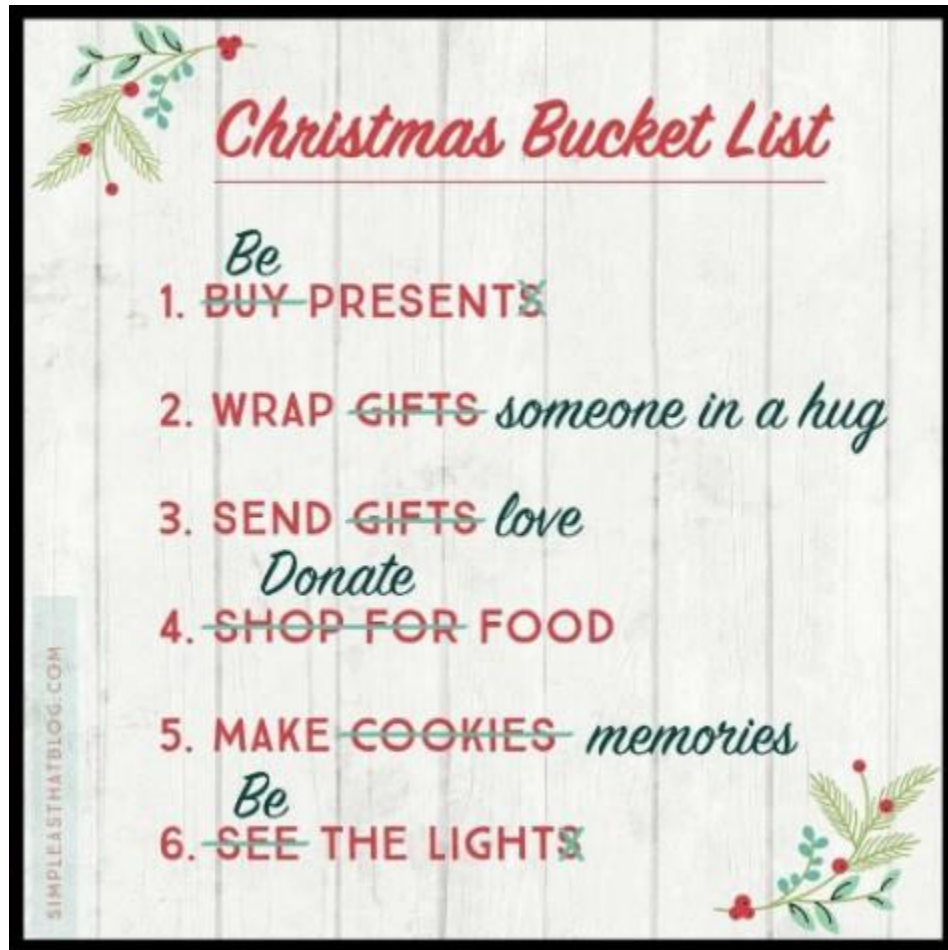 Christmas Bucket List
Be
1. BUY PRESENTS
2. WRAP GIFTS someone in a hug
3. SEND GIFTS love
Donate
4. SHOP FOR FOOD
5. MAKE COOKIES memories
Be
6. SEE THE LIGHTS
SIMPLEASTHATBLOG.COM